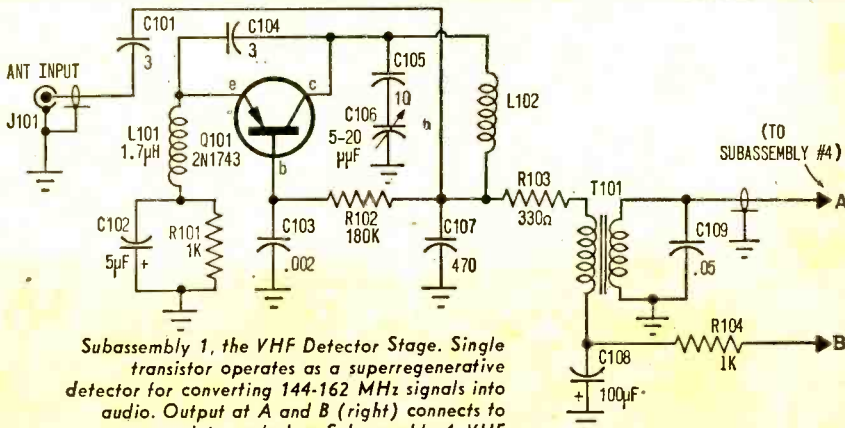 C101
3
C104
3
ANT INPUT
J101
e
c
C105
10
L102
C106
5-20
µµF
L101
1.7µH
Q101
2N1743
b
(TO
SUBASSEMBLY #4)
R103
330Ω
T101
A
C102
5µF
+
R101
1K
C103
.002
R102
180K
C107
470
C109
.05
R104
1K
B
C108
+ 100µF
Subassembly 1, the VHF Detector Stage. Single
transistor operates as a superregenerative
detector for converting 144-162 MHz signals into
audio. Output at A and B (right) connects to